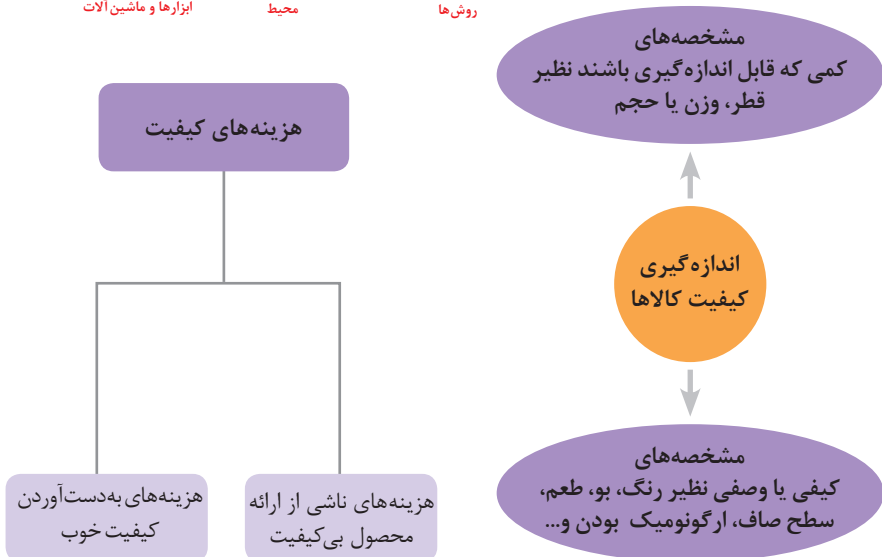 روش‌ها
محیط
ابزارها و ماشین‌آلات
مشخصه‌های
کمی که قابل اندازه‌گیری باشند نظیر
قطر، وزن یا حجم
اندازه‌گیری
کیفیت کالاها
مشخصه‌های
کیفی یا وصفی نظیر رنگ، بو، طعم،
سطح صاف، ارگونومیک بودن و...
هزینه‌های کیفیت
هزینه‌های ناشی از ارائه
محصول بی‌کیفیت
هزینه‌های به‌دست‌آوردن
کیفیت خوب